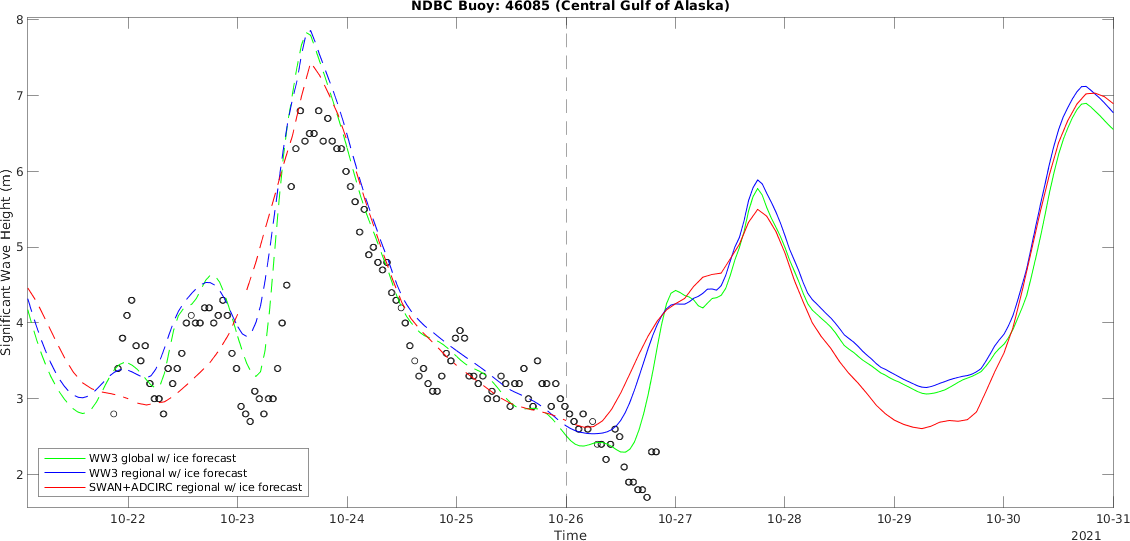 NDBC Buoy: 46085 (Central Gulf of Alaska)
8
7
6
5
4
3
2
Significant Wave Height (m)
WW3 global w/ ice forecast
WW3 regional w/ ice forecast
SWAN+ADCIRC regional w/ ice forecast
10-22 10-23 10-24 10-25 10-26 10-27 10-28 10-29 10-30 10-31
Time
2021